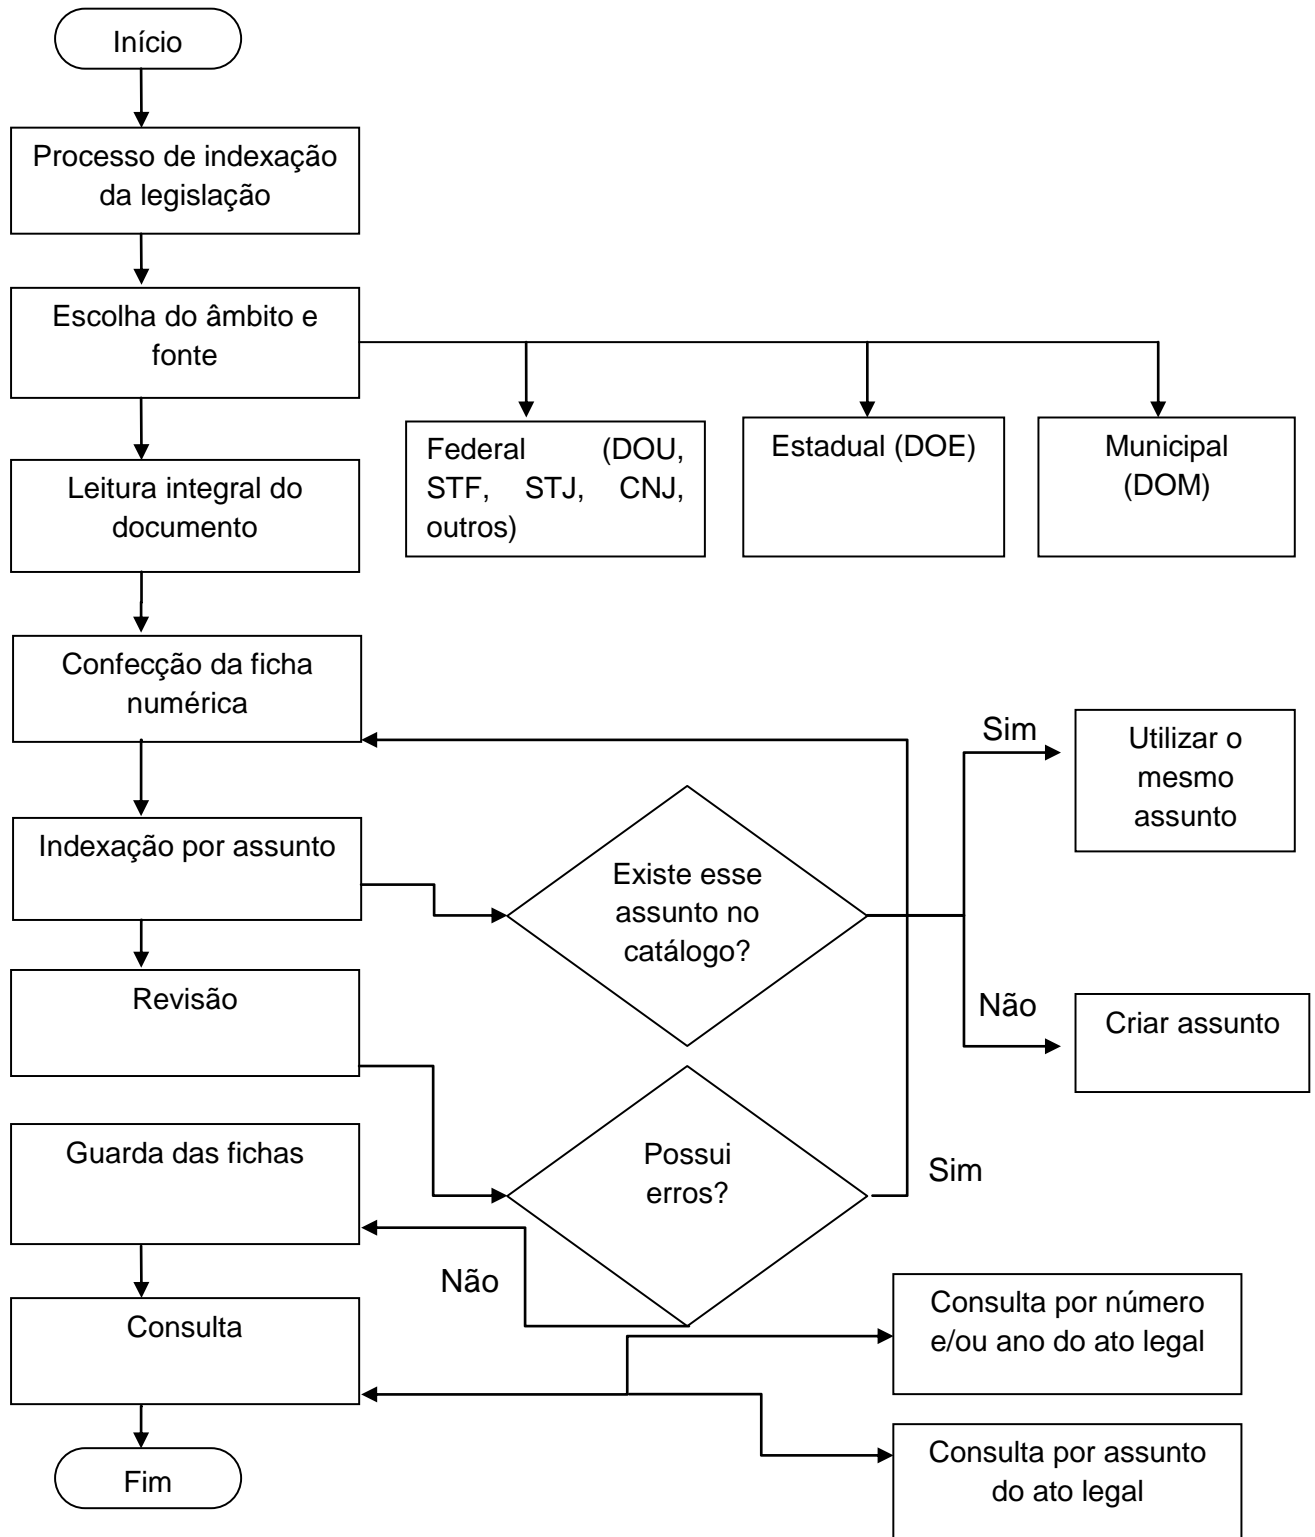 Início
Processo de indexação
da legislação
Escolha do âmbito e
fonte
Federal (DOU,
STF, STJ, CNJ,
outros)
Estadual (DOE)
Municipal
(DOM)
Leitura integral do
documento
Confecção da ficha
numérica
Sim
Utilizar o
mesmo
assunto
Indexação por assunto
Existe esse
assunto no
catálogo?
Não
Criar assunto
Revisão
Possui
erros?
Sim
Guarda das fichas
Não
Consulta
Consulta por número
e/ou ano do ato legal
Consulta por assunto
do ato legal
Fim